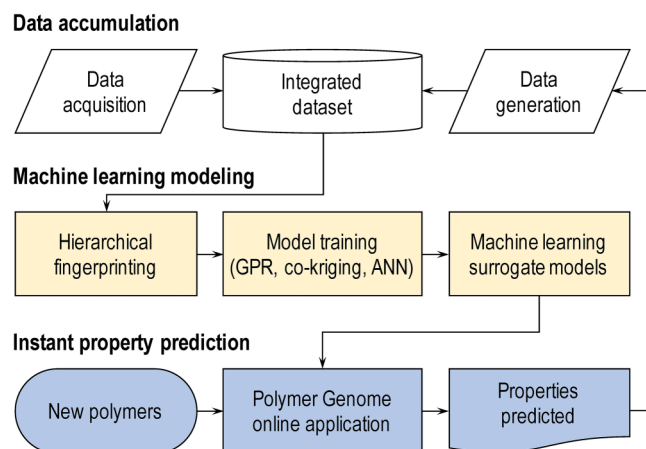 Data accumulation
Data
acquisition
Integrated
dataset
Data
generation
Machine learning modeling
Hierarchical
fingerprinting
Model training
(GPR, co-kriging, ANN)
Machine learning
surrogate models
Instant property prediction
New polymers
Polymer Genome
online application
Properties
predicted